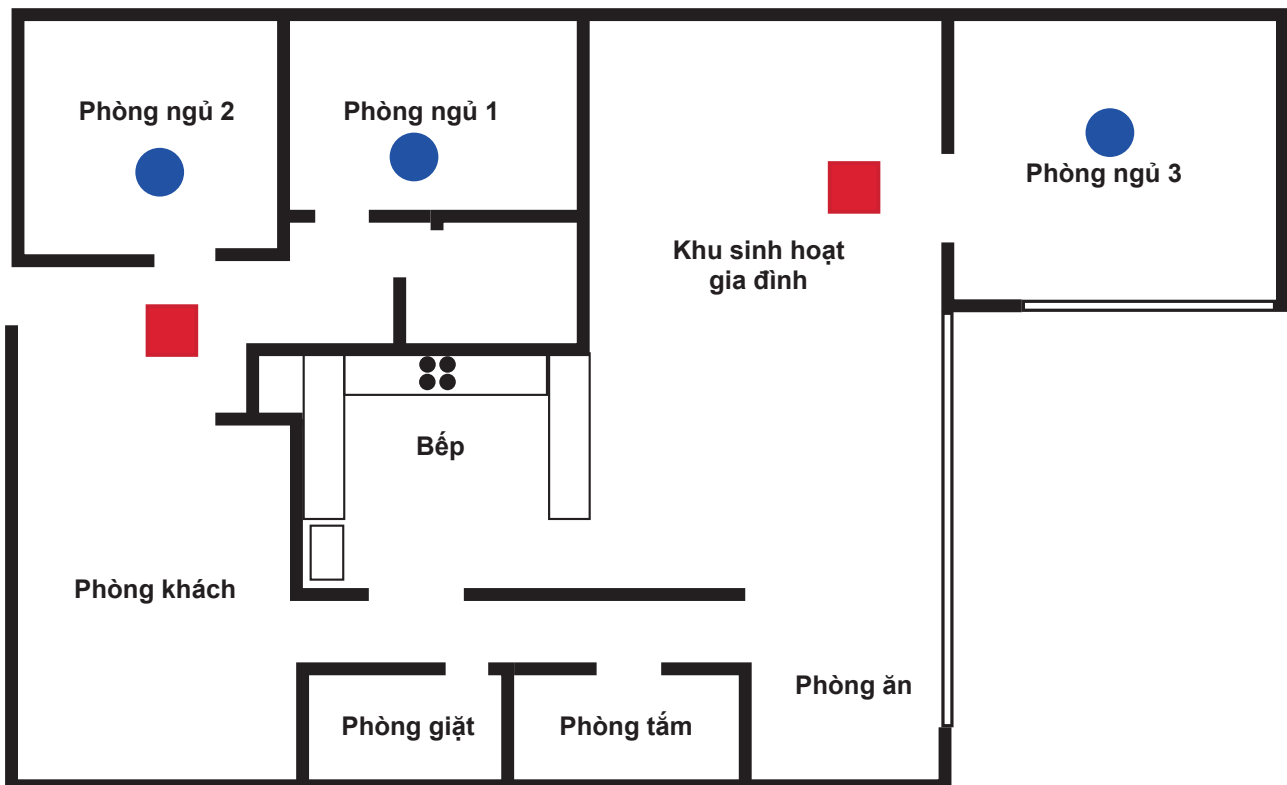 Phòng ngủ 2
Phòng ngủ 1
Phòng ngủ 3
Khu sinh hoạt
gia đình
Bếp
Phòng khách
Phòng ăn
Phòng giặt
Phòng tắm